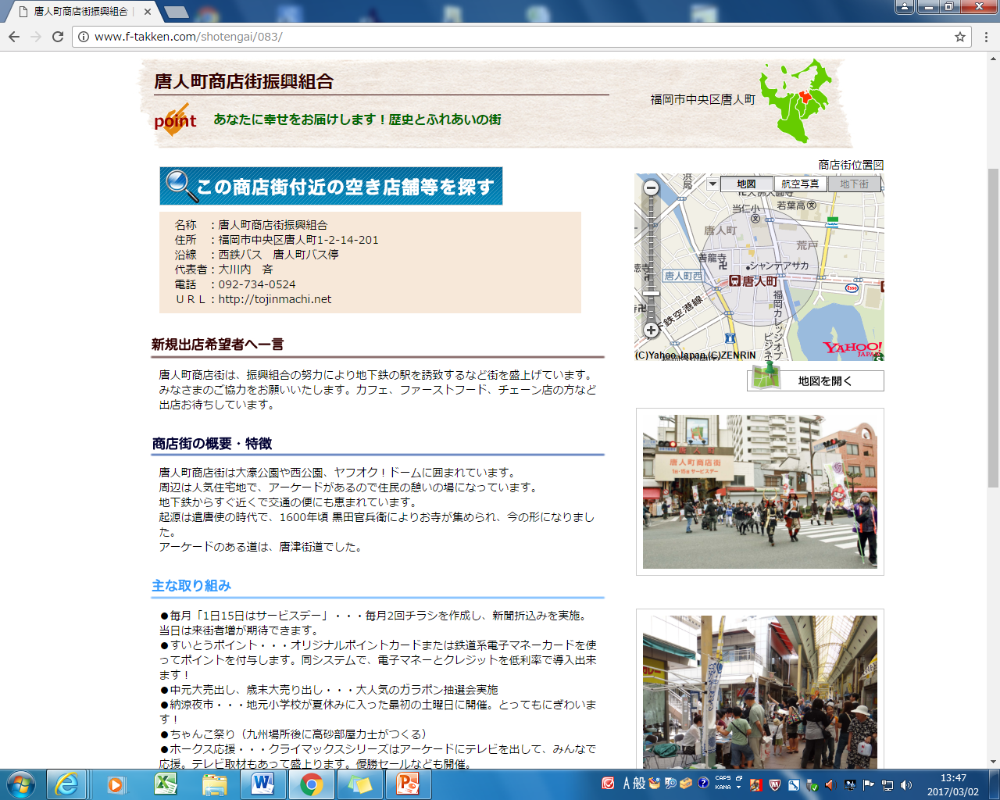 唐人町商店街振興組合
www.f-takken.com/shotengai/083/
唐人町商店街振興組合
福岡市中央区唐人町
point
あなたに幸せをお届けします！歴史とふれあいの街
この商店街付近の空き店舗等を探す
名称　：唐人町商店街振興組合
住所　：福岡市中央区唐人町1-2-14-201
沿線　：西鉄バス　唐人町バス停
代表者：大川内　斉
電話　：092-734-0524
ＵＲＬ：http://tojinmachi.net
新規出店希望者へ一言
唐人町商店街は、振興組合の努力により地下鉄の駅を誘致するなど街を盛上げています。
みなさまのご協力をお願いいたします。カフェ、ファーストフード、チェーン店の方など
出店お待ちしています。
商店街の概要・特徴
唐人町商店街は大濠公園や西公園、ヤフオク！ドームに囲まれています。
周辺は人気住宅地で、アーケードがあるので住民の憩いの場になっています。
地下鉄からすぐ近くで交通の便にも恵まれています。
起源は遣唐使の時代で、1600年頃 黒田官兵衛によりお寺が集められ、今の形になりまし
た。
アーケードのある道は、唐津街道でした。
主な取り組み
●毎月「1日15日はサービスデー」・・・毎月2回チラシを作成し、新聞折込みを実施。
当日は来街者増が期待できます。
●すいとうポイント・・・オリジナルポイントカードまたは鉄道系電子マネーカードを使
ってポイントを付与します。同システムで、電子マネーとクレジットを低利率で導入出来
ます！
●中元大売出し、歳末大売り出し・・・大人気のガラポン抽選会実施
●納涼夜市・・・地元小学校が夏休みに入った最初の土曜日に開催。とってもにぎわいま
す！
●ちゃんこ祭り（九州場所後に高砂部屋力士がつくる）
●ホークス応援・・・クライマックスシリーズはアーケードにテレビを出して、みんなで
応援。テレビ取材もあって盛上ります。優勝セールなども開催。
商店街位置図
浜
局
地図
航空写真
地下街
当仁小
若葉高
唐人町
荒戸
善龍寺
シャンテアサカ
唐人町西
唐人町
Esso
下鉄空港線
福岡カレッジオブ
ビジネ
YAHOO!
JAPAN
(C)Yahoo Japan,(C)ZENRIN
地図を開く
唐人町
唐人町商店街
1日・15日 サービスデー
A 般
CAPS
KANA
13:47
2017/03/02